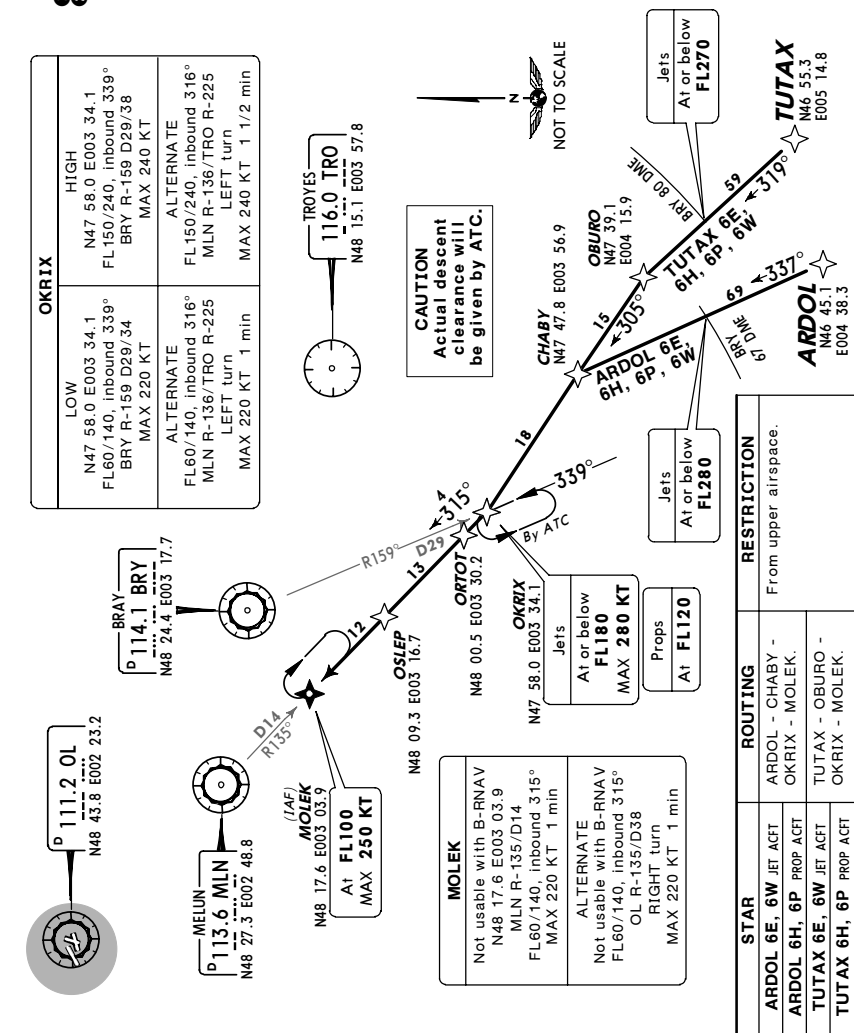 OKRIX
LOW
N47 58.0 E003 34.1
FL60/140, inbound 339°
BRY R-159 D29/34
MAX 220 KT
ALTERNATE
FL60/140, inbound 316°
MLN R-136/TRO R-225
LEFT turn
MAX 220 KT 1 min
HIGH
N47 58.0 E003 34.1
FL150/240, inbound 339°
BRY R-159 D29/38
MAX 240 KT
ALTERNATE
FL150/240, inbound 316°
MLN R-136/TRO R-225
LEFT turn
MAX 240 KT 1 1/2 min
D 111.2 OL
N48 43.8 E002 23.2
BRAY
D 114.1 BRY
N48 24.4 E003 17.7
TROYES
116.0 TRO
N48 15.1 E003 57.8
MELUN
D 113.6 MLN
N48 27.3 E002 48.8
CAUTION
Actual descent
clearance will
be given by ATC.
N
NOT TO SCALE
D14
R135°
(IAF)
MOLEK
N48 17.6 E003 03.9
At FL100
MAX 250 KT
12
OSLEP
N48 09.3 E003 16.7
13
R159°
D29
4
315°
ORTOT
N48 00.5 E003 30.2
OKRIX
N47 58.0 E003 34.1
Jets
At or below
FL180
MAX 280 KT
Props
At FL120
339°
By ATC
18
CHABY
N47 47.8 E003 56.9
15
305°
OBURO
N47 39.1
E004 15.9
BRY 80 DME
Jets
At or below
FL270
59
319°
TUTAX 6E,
6H, 6P, 6W
TUTAX
N46 55.3
E005 14.8
ARDOL 6E,
6H, 6P, 6W
69
337°
BRY
67 DME
Jets
At or below
FL280
ARDOL
N46 45.1
E004 38.3
MOLEK
Not usable with B-RNAV
N48 17.6 E003 03.9
MLN R-135/D14
FL60/140, inbound 315°
MAX 220 KT 1 min
ALTERNATE
Not usable with B-RNAV
FL60/140, inbound 315°
OL R-135/D38
RIGHT turn
MAX 220 KT 1 min
STAR ROUTING RESTRICTION
ARDOL 6E, 6W JET ACFT
ARDOL 6H, 6P PROP ACFT
ARDOL - CHABY -
OKRIX - MOLEK.
From upper airspace.
TUTAX 6E, 6W JET ACFT
TUTAX 6H, 6P PROP ACFT
TUTAX - OBURO -
OKRIX - MOLEK.